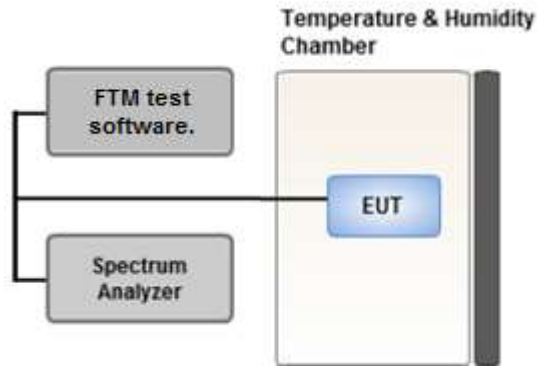 Temperature & Humidity
Chamber
FTM test
software.
EUT
Spectrum
Analyzer